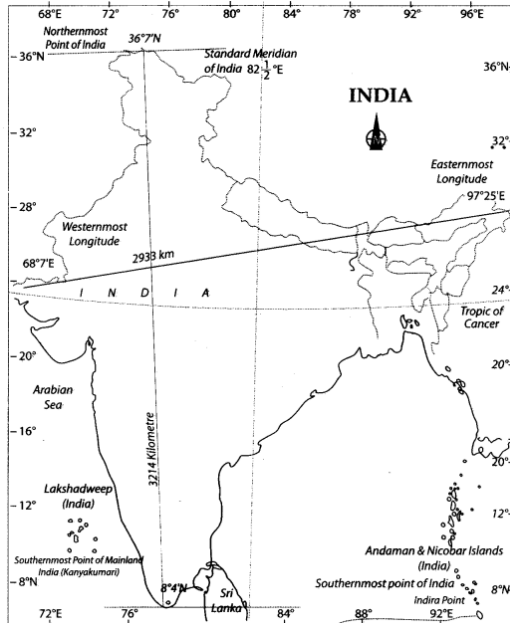 72°E
76°
80°
84°
88°
92°
96°E
Northernmost
Point of India
36°7'N
36°N
Standard Meridian
of India 82 1/2 °E
36°N
INDIA
32°
32°
Easternmost
Longitude
97°25'E
28°
Westernmost
Longitude
68°7'E
2933 km
I N D I A
24°
Tropic of
Cancer
20°
20°
Arabian
Sea
16°
20°
3214 Kilometre
Lakshadweep
(India)
12°
12°
Southernmost Point of Mainland
India (Kanyakumari)
Andaman & Nicobar Islands
(India)
8°N
8°4'N
Sri
Lanka
Southernmost point of India
Indira Point
8°N
72°E
76°
84°
88°
92°
96°E